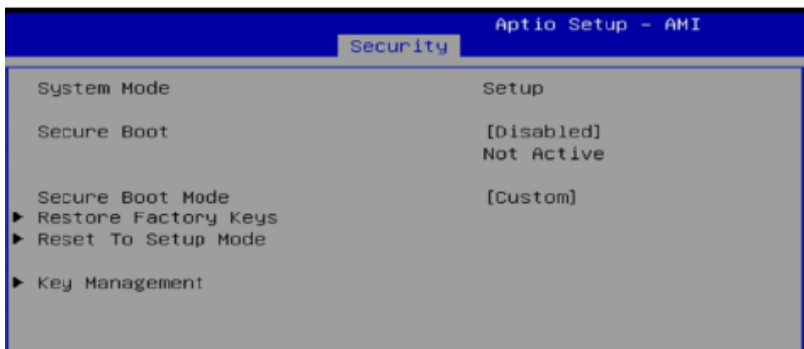 Aptio Setup - AMI
Security
System Mode Setup
Secure Boot [Disabled]
Not Active
Secure Boot Mode [Custom]
▶ Restore Factory Keys
▶ Reset To Setup Mode
▶ Key Management